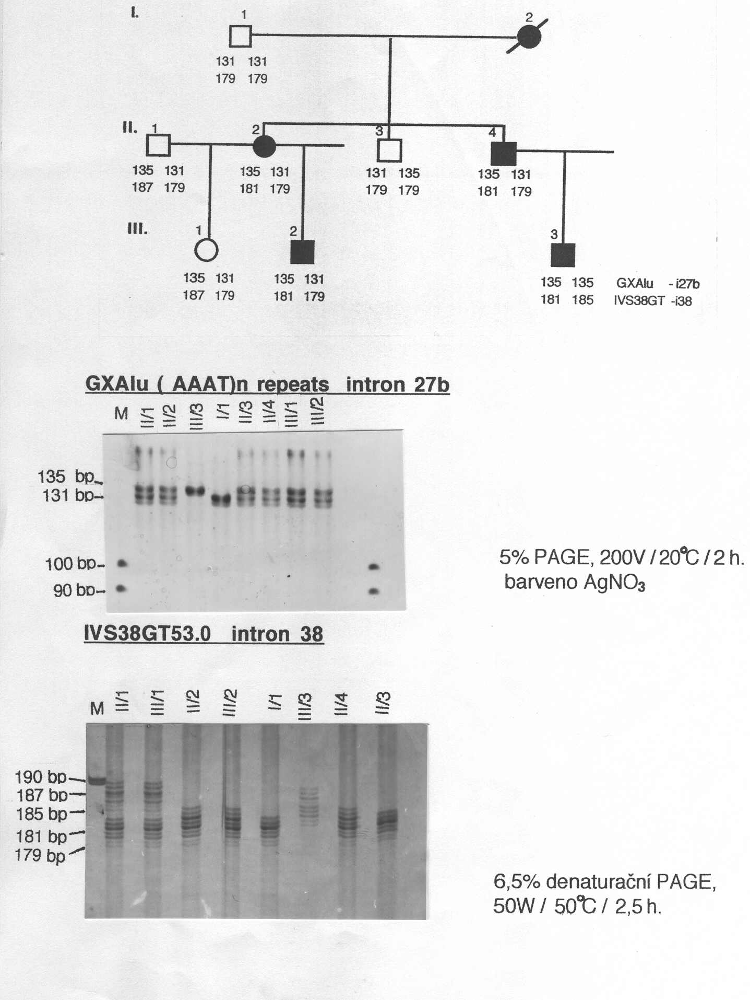 I.
1
2
131 131
179 179
II.
1
2
3
4
135 131
187 179
135 131
181 179
131 135
179 179
135 131
181 179
III.
1
2
3
135 131
187 179
135 131
181 179
135 135 GXAlu - i27b
181 185 IVS38GT -i38
GXAlu ( AAAT)n repeats intron 27b
M II/1 II/2 III/3 I/1 II/3 II/4 III/1 III/2
135 bp
131 bp
100 bp
90 bp
5% PAGE, 200V / 20°C / 2 h.
barveno AgNO3
IVS38GT53.0 intron 38
M II/1 III/1 II/2 III/2 I/1 III/3 II/4 II/3
190 bp
187 bp
185 bp
181 bp
179 bp
6,5% denaturační PAGE,
50W / 50°C / 2,5 h.